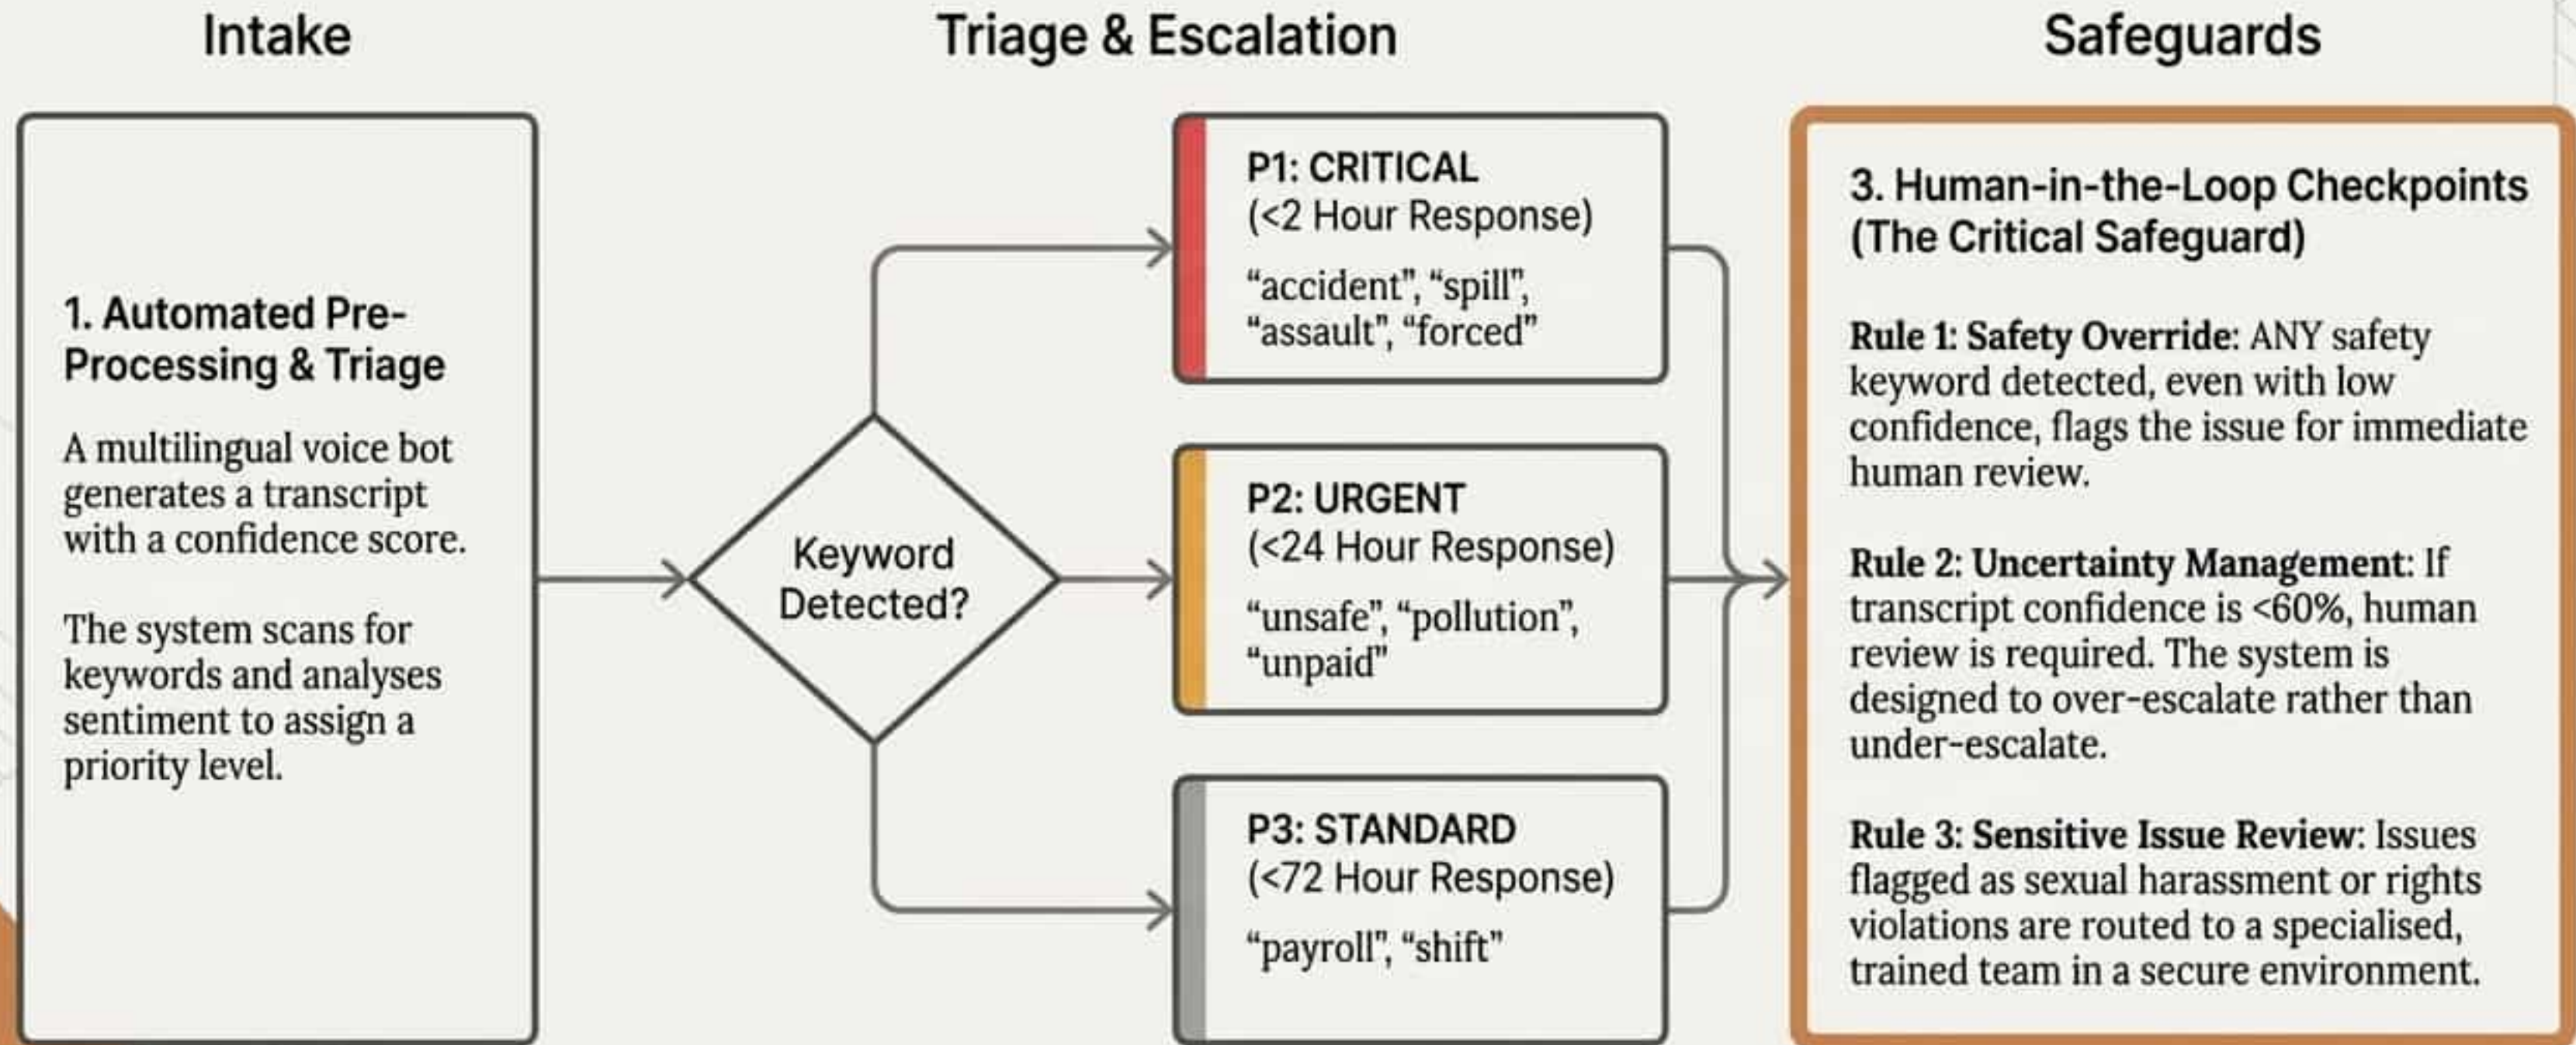 Intake
1. Automated Pre-
Processing & Triage
A multilingual voice bot
generates a transcript
with a confidence score.
The system scans for
keywords and analyses
sentiment to assign a
priority level.
Triage & Escalation
Keyword
Detected?
P1: CRITICAL
(<2 Hour Response)
“accident”, “spill”,
“assault”, “forced”
P2: URGENT
(<24 Hour Response)
“unsafe”, “pollution”,
“unpaid”
P3: STANDARD
(<72 Hour Response)
“payroll”, “shift”
Safeguards
3. Human-in-the-Loop Checkpoints
(The Critical Safeguard)
Rule 1: Safety Override: ANY safety
keyword detected, even with low
confidence, flags the issue for immediate
human review.
Rule 2: Uncertainty Management: If
transcript confidence is <60%, human
review is required. The system is
designed to over-escalate rather than
under-escalate.
Rule 3: Sensitive Issue Review: Issues
flagged as sexual harassment or rights
violations are routed to a specialised,
trained team in a secure environment.